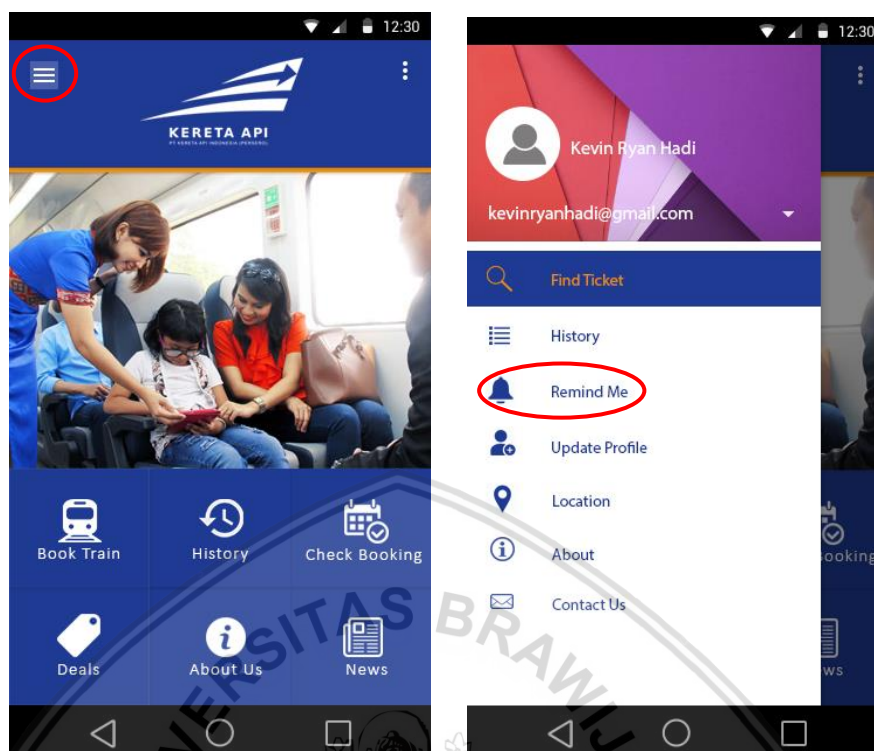 12:30
KERETA API
PT KERETA API INDONESIA (PERSERO)
Book Train
History
Check Booking
Deals
About Us
News
12:30
Kevin Ryan Hadi
kevinryanhadi@gmail.com
Find Ticket
History
Remind Me
Update Profile
Location
About
Contact Us
ooking
ws
VERSITAS BRAWIJ